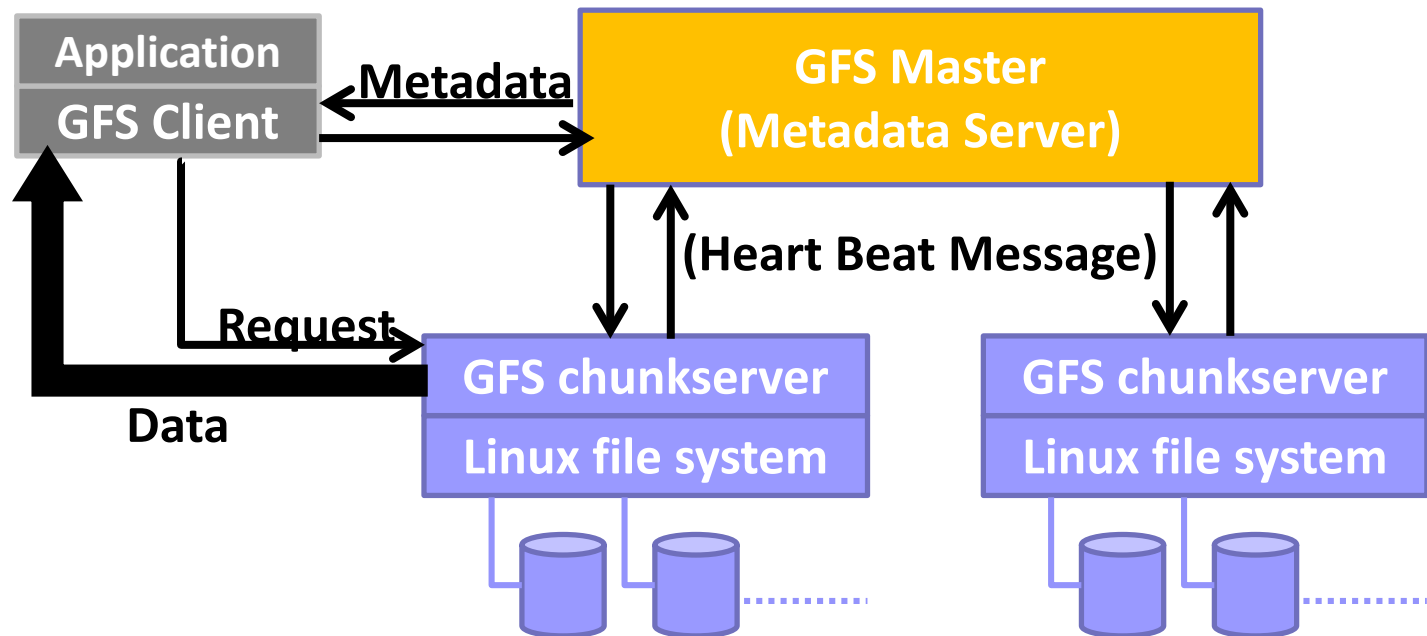 Application
GFS Client
Metadata
GFS Master
(Metadata Server)
(Heart Beat Message)
Request
Data
GFS chunkserver
Linux file system
GFS chunkserver
Linux file system